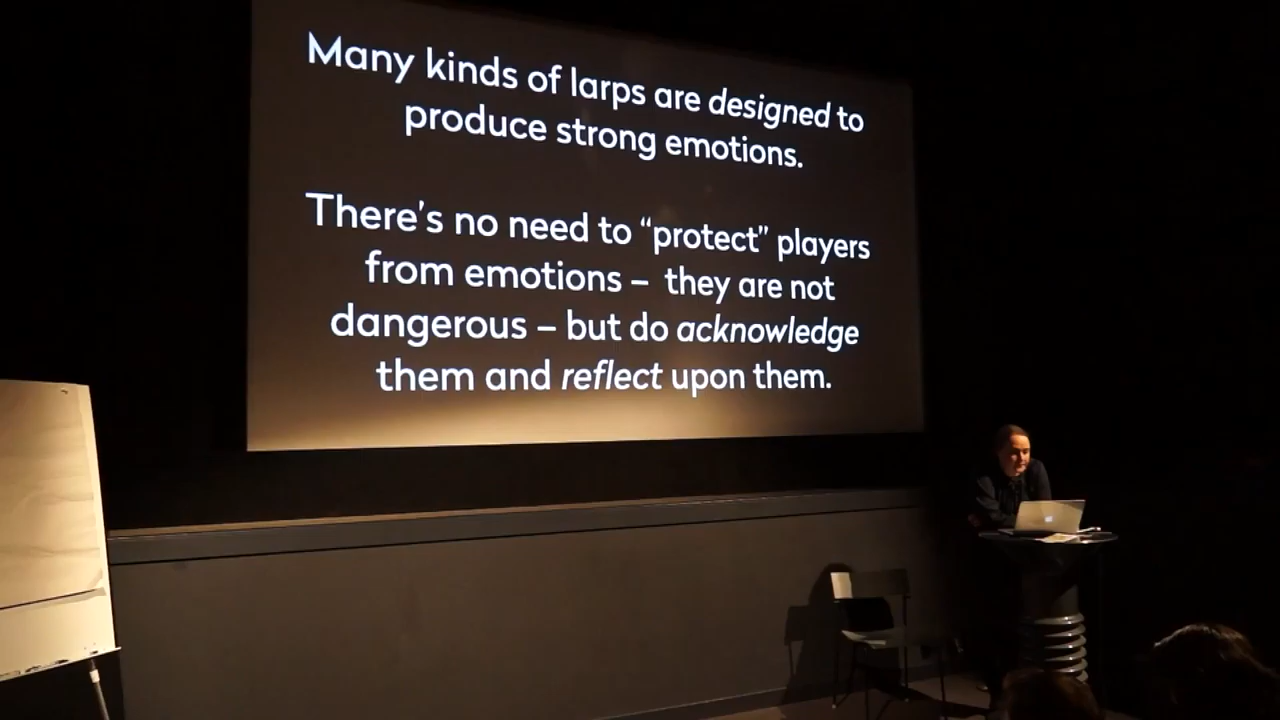 Many kinds of larps are designed to
produce strong emotions.
There's no need to “protect” players
from emotions – they are not
dangerous – but do acknowledge
them and reflect upon them.